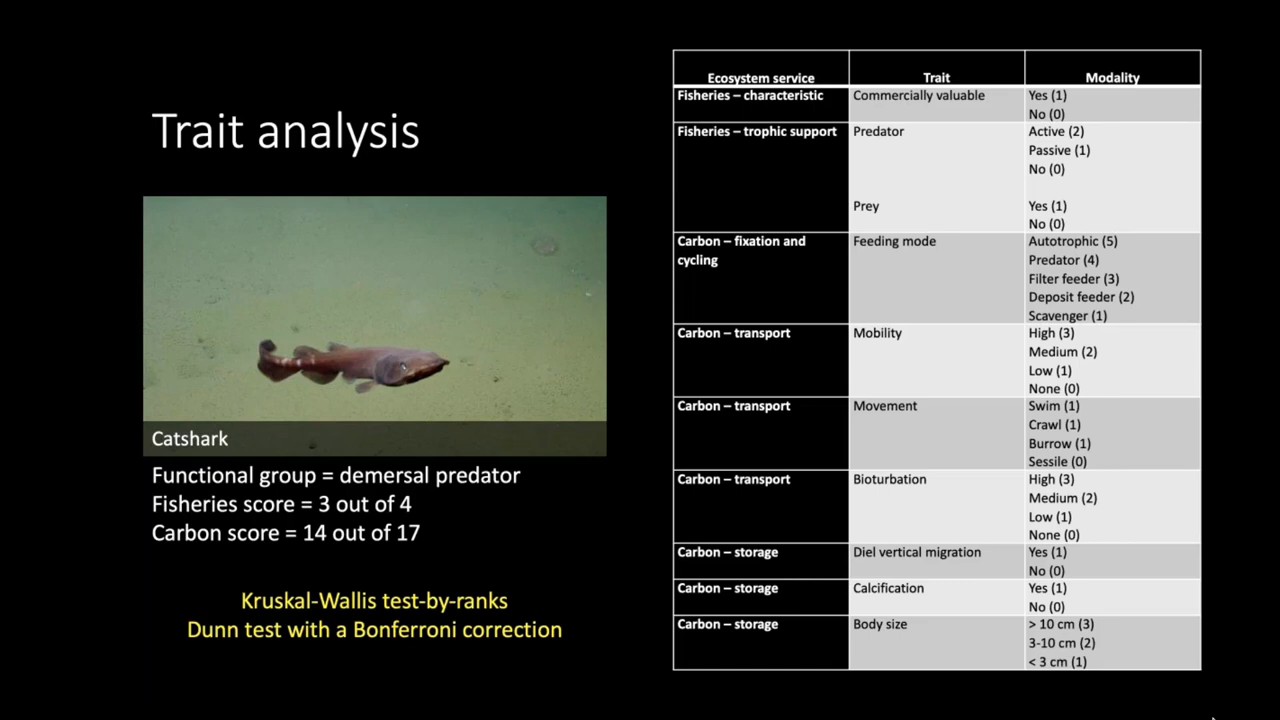 Trait analysis
Catshark
Functional group = demersal predator
Fisheries score = 3 out of 4
Carbon score = 14 out of 17
Kruskal-Wallis test-by-ranks
Dunn test with a Bonferroni correction
Ecosystem service Trait Modality
Fisheries – characteristic Commercially valuable Yes (1)
No (0)
Fisheries – trophic support Predator Active (2)
Passive (1)
No (0)
Prey Yes (1)
No (0)
Carbon – fixation and Feeding mode Autotrophic (5)
cycling Predator (4)
Filter feeder (3)
Deposit feeder (2)
Scavenger (1)
Carbon – transport Mobility High (3)
Medium (2)
Low (1)
None (0)
Carbon – transport Movement Swim (1)
Crawl (1)
Burrow (1)
Sessile (0)
Carbon – transport Bioturbation High (3)
Medium (2)
Low (1)
None (0)
Carbon – storage Diel vertical migration Yes (1)
No (0)
Carbon – storage Calcification Yes (1)
No (0)
Carbon – storage Body size > 10 cm (3)
3-10 cm (2)
< 3 cm (1)